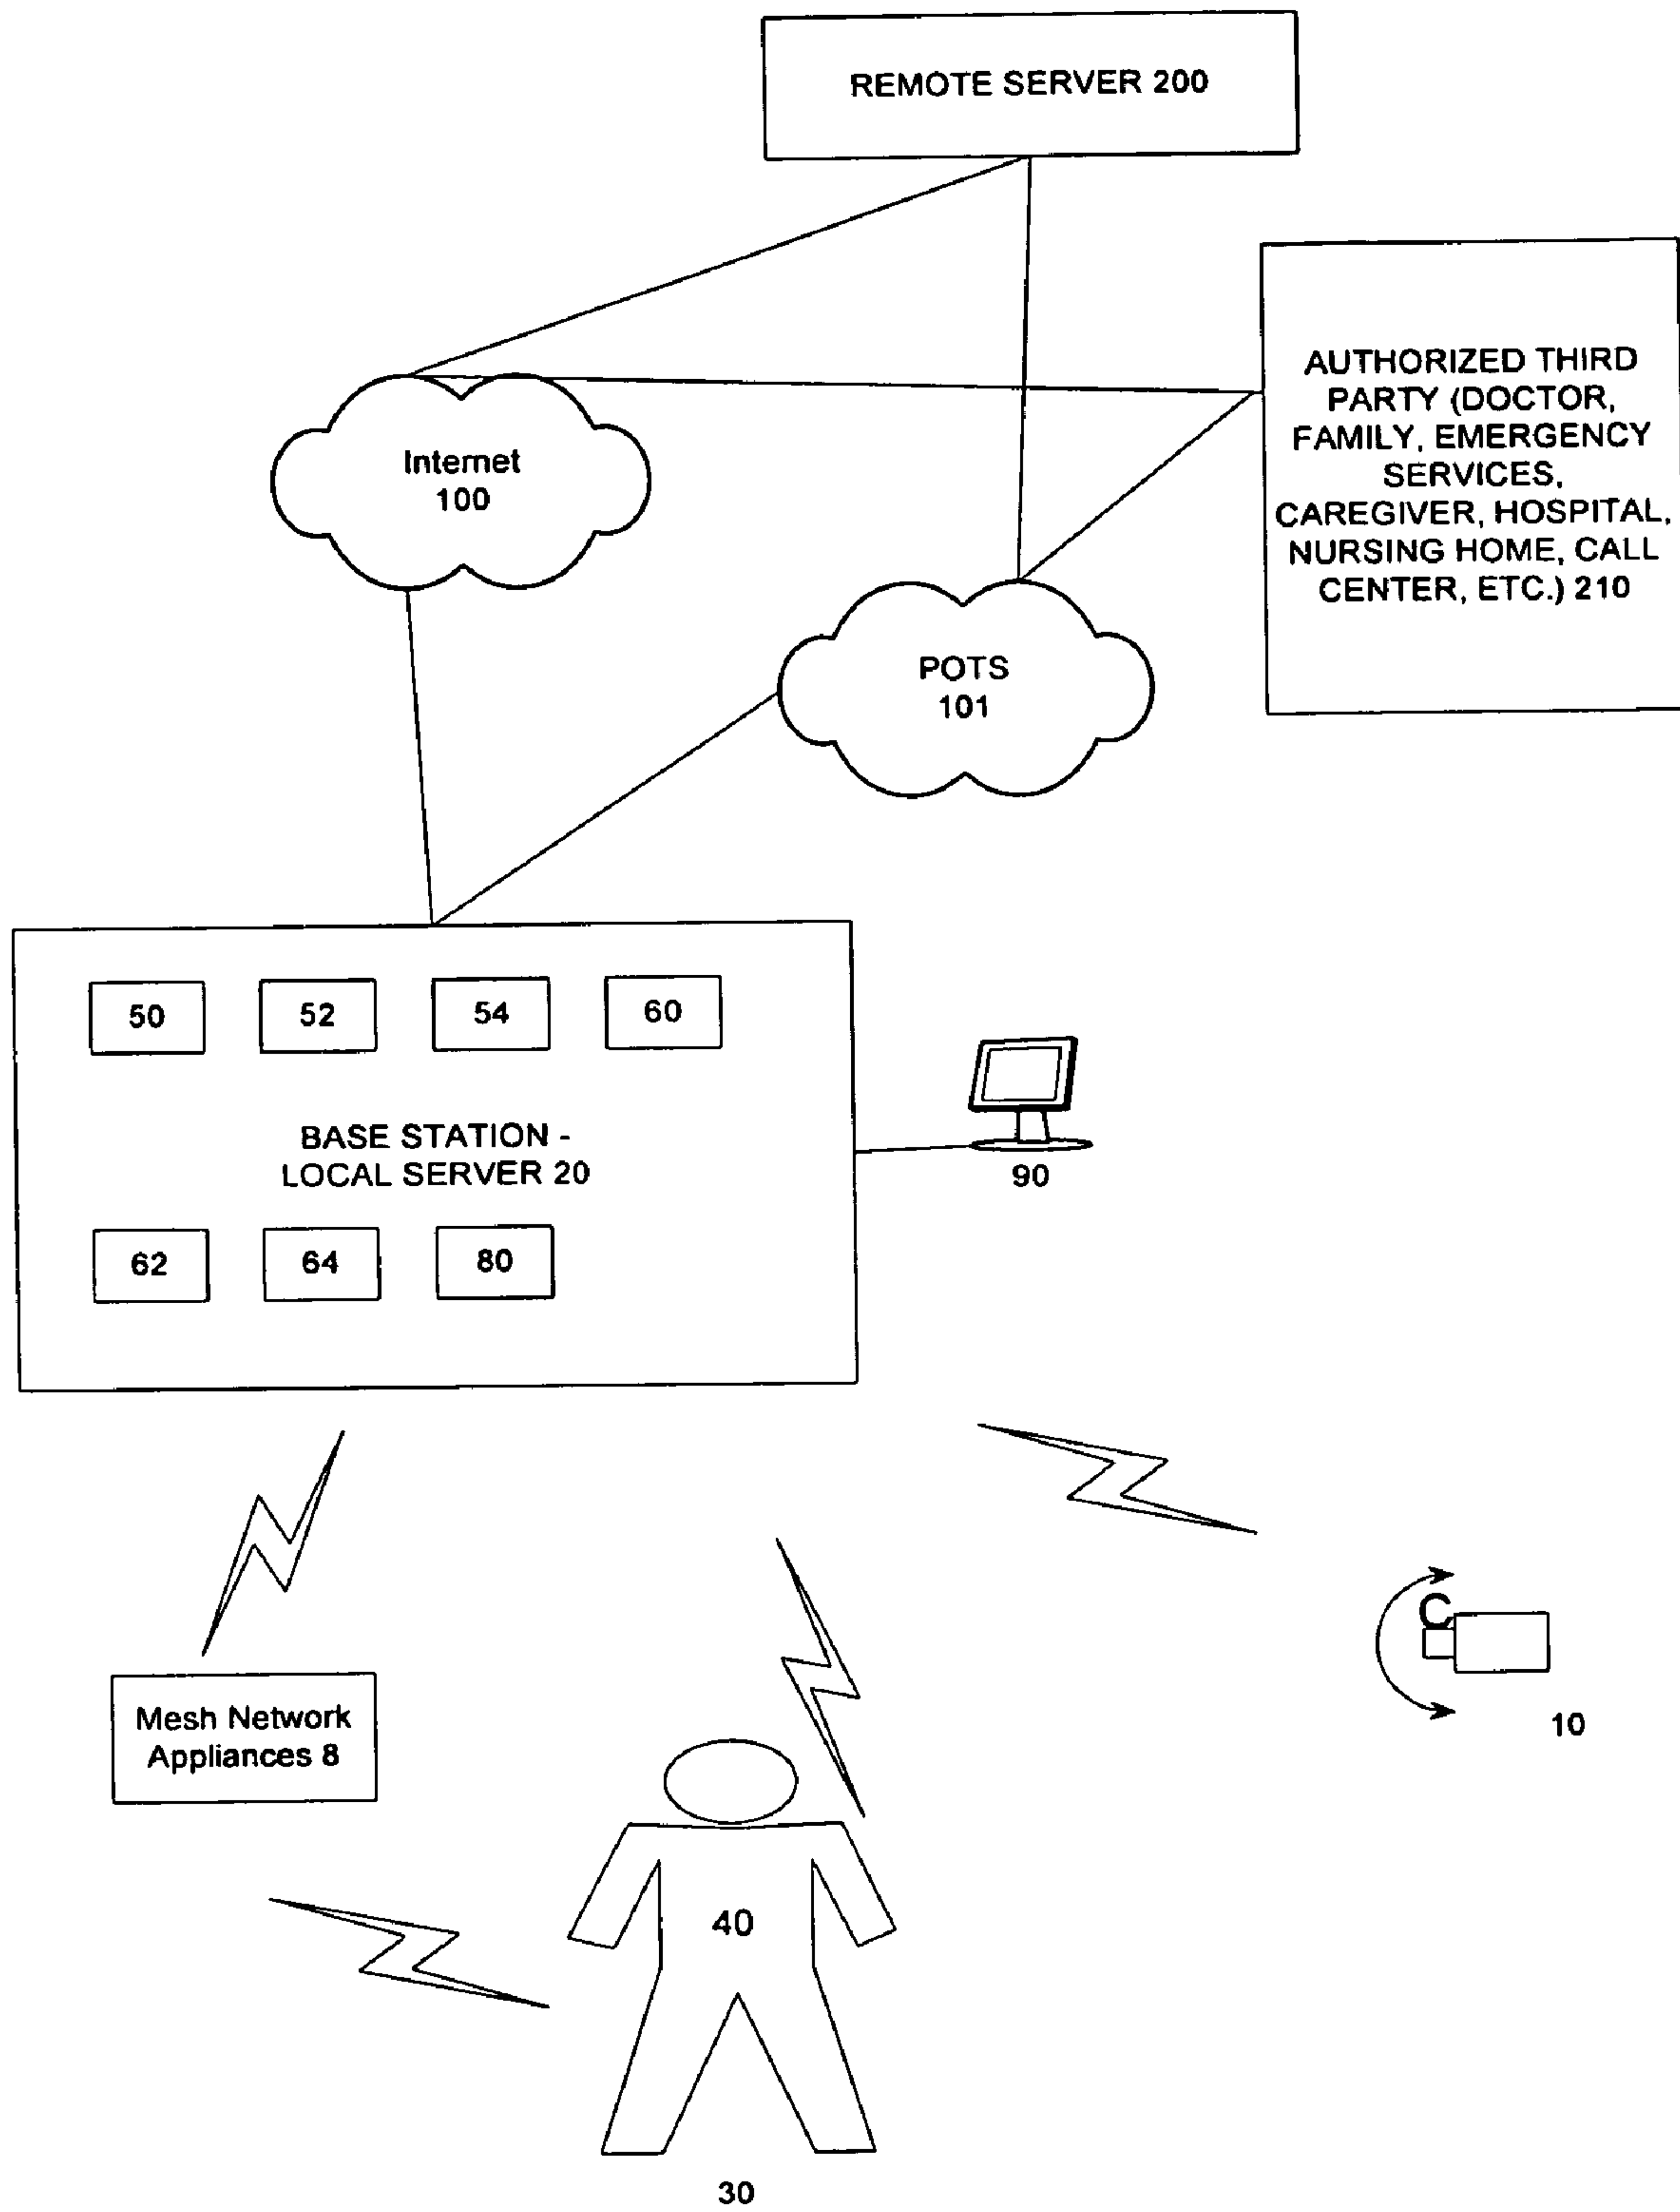 REMOTE SERVER 200
AUTHORIZED THIRD
PARTY (DOCTOR,
FAMILY, EMERGENCY
SERVICES,
CAREGIVER, HOSPITAL,
NURSING HOME, CALL
CENTER, ETC.) 210
Internet
100
POTS
101
50
52
54
60
BASE STATION -
LOCAL SERVER 20
90
62
64
80
C
10
Mesh Network
Appliances 8
40
30